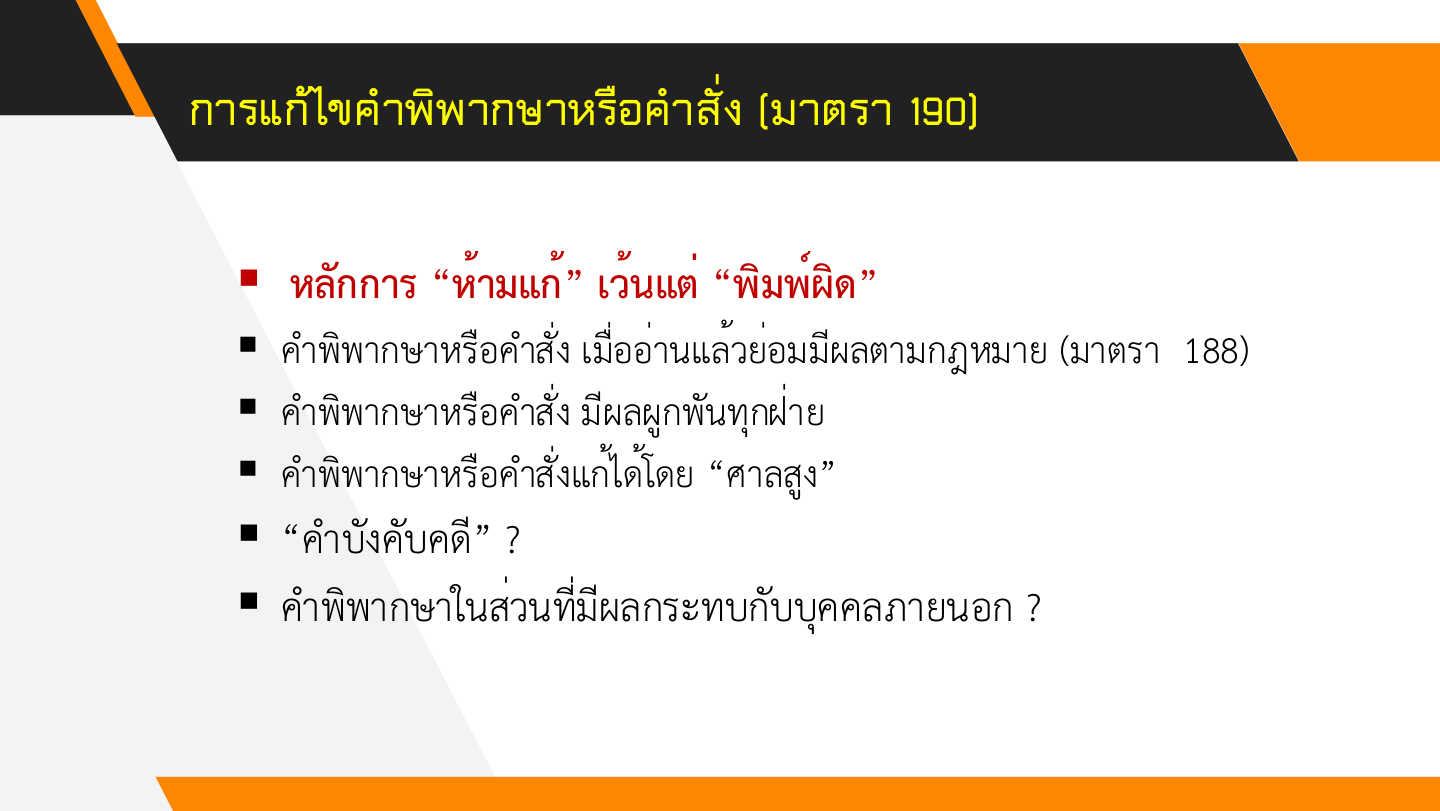 การแก้ไขคำพิพากษาหรือคำสั่ง (มาตรา 190)
▪ หลักการ “ห้ามแก้” เว้นแต่ “พิมพ์ผิด”
▪ คำพิพากษาหรือคำสั่ง เมื่ออ่านแล้วย่อมมีผลตามกฎหมาย (มาตรา 188)
▪ คำพิพากษาหรือคำสั่ง มีผลผูกพันทุกฝ่าย
▪ คำพิพากษาหรือคำสั่งแก้ได้โดย “ศาลสูง”
▪ “คำบังคับคดี” ?
▪ คำพิพากษาในส่วนที่มีผลกระทบกับบุคคลภายนอก ?